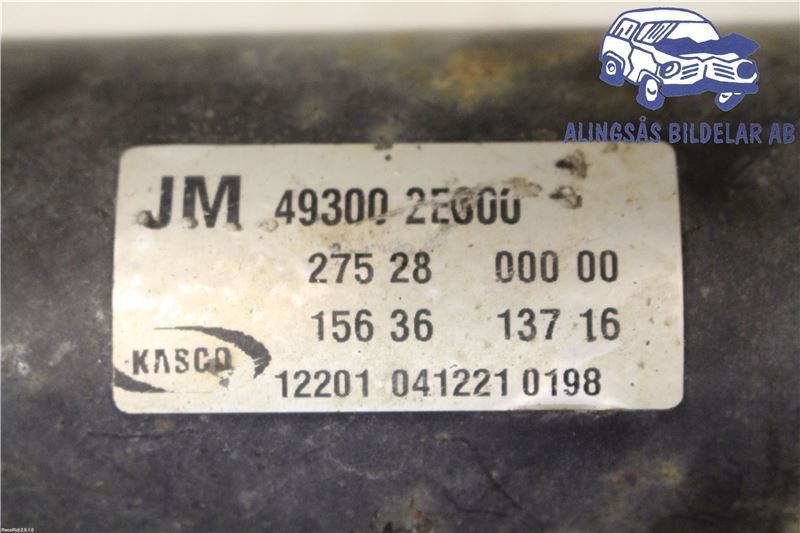 ALINGSÅS BILDELAR AB
JM 49300 2E000
275 28 000 00
156 36 137 16
KASCO
12201 041221 0198